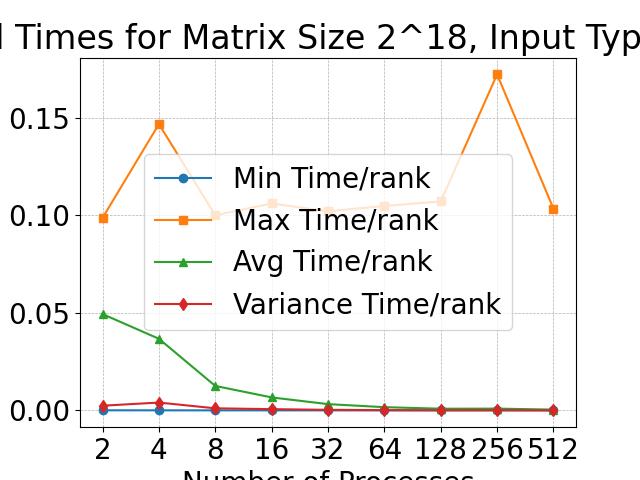 l Times for Matrix Size 2^18, Input Typ
0.15
0.10
0.05
0.00
Min Time/rank
Max Time/rank
Avg Time/rank
Variance Time/rank
2 4 8 16 32 64 128 256 512
Number of Processes